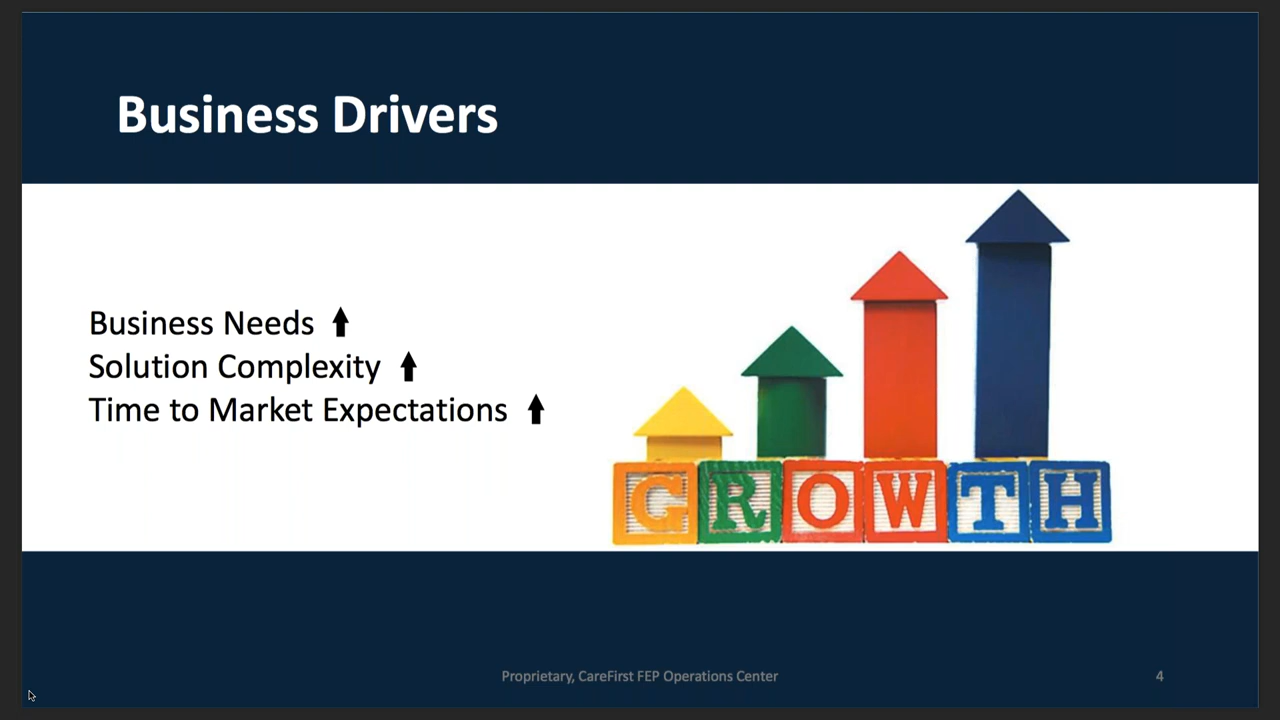 Business Drivers
Business Needs ⬆
Solution Complexity ⬆
Time to Market Expectations ⬆
GROWTH
Proprietary, CareFirst FEP Operations Center
4